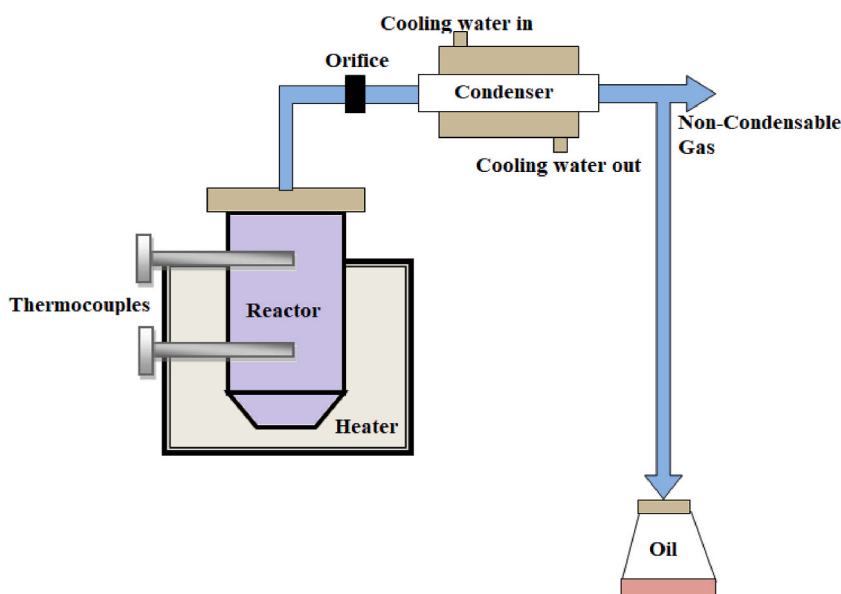 Cooling water in
Orifice
Condenser
Non-Condensable
Gas
Cooling water out
Thermocouples
Reactor
Heater
Oil